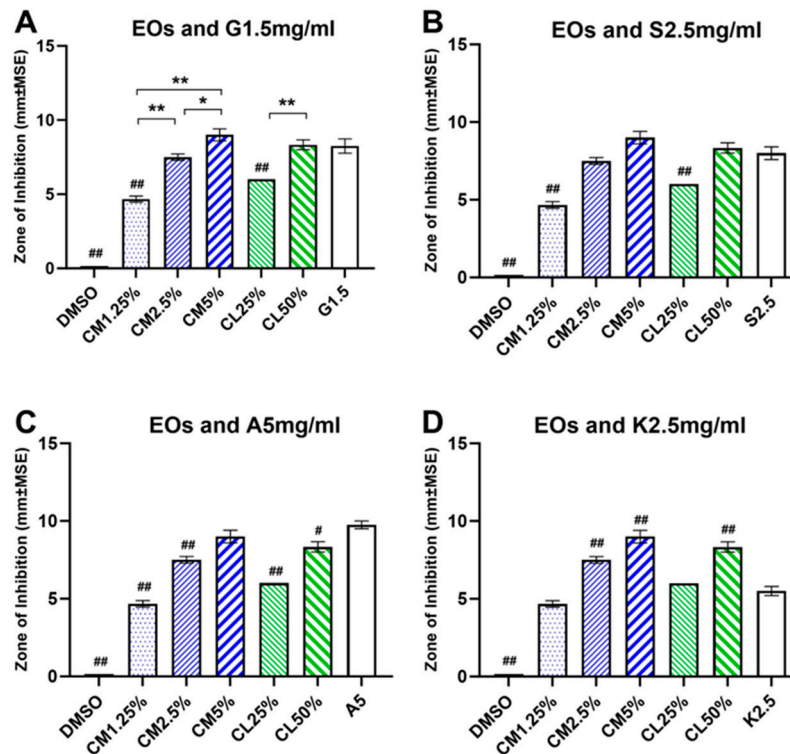 A
EOs and G1.5mg/ml
Zone of Inhibition (mm±MSE)
15
10
5
0
**
**
*
**
##
##
##
DMSO
CM1.25%
CM2.5%
CM5%
CL25%
CL50%
G1.5
B
EOs and S2.5mg/ml
Zone of Inhibition (mm±MSE)
15
10
5
0
##
##
##
DMSO
CM1.25%
CM2.5%
CM5%
CL25%
CL50%
S2.5
C
EOs and A5mg/ml
Zone of Inhibition (mm±MSE)
15
10
5
0
##
##
##
##
#
DMSO
CM1.25%
CM2.5%
CM5%
CL25%
CL50%
A5
D
EOs and K2.5mg/ml
Zone of Inhibition (mm±MSE)
15
10
5
0
##
##
##
##
DMSO
CM1.25%
CM2.5%
CM5%
CL25%
CL50%
K2.5